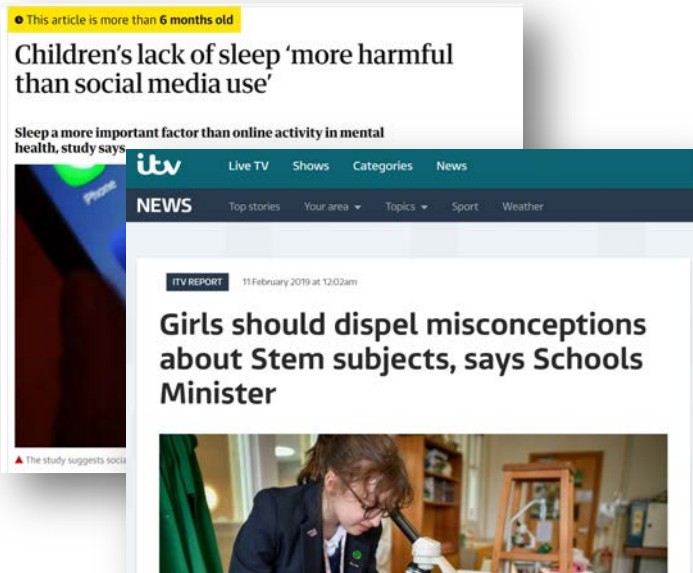 This article is more than 6 months old
Children's lack of sleep 'more harmful
than social media use'
Sleep a more important factor than online activity in mental
health, study says
iPhone
The study suggests socia
itv
Live TV Shows Categories News
NEWS
Top stories Your area Topics Sport Weather
ITV REPORT 11 February 2019 at 12:02am
Girls should dispel misconceptions
about Stem subjects, says Schools
Minister